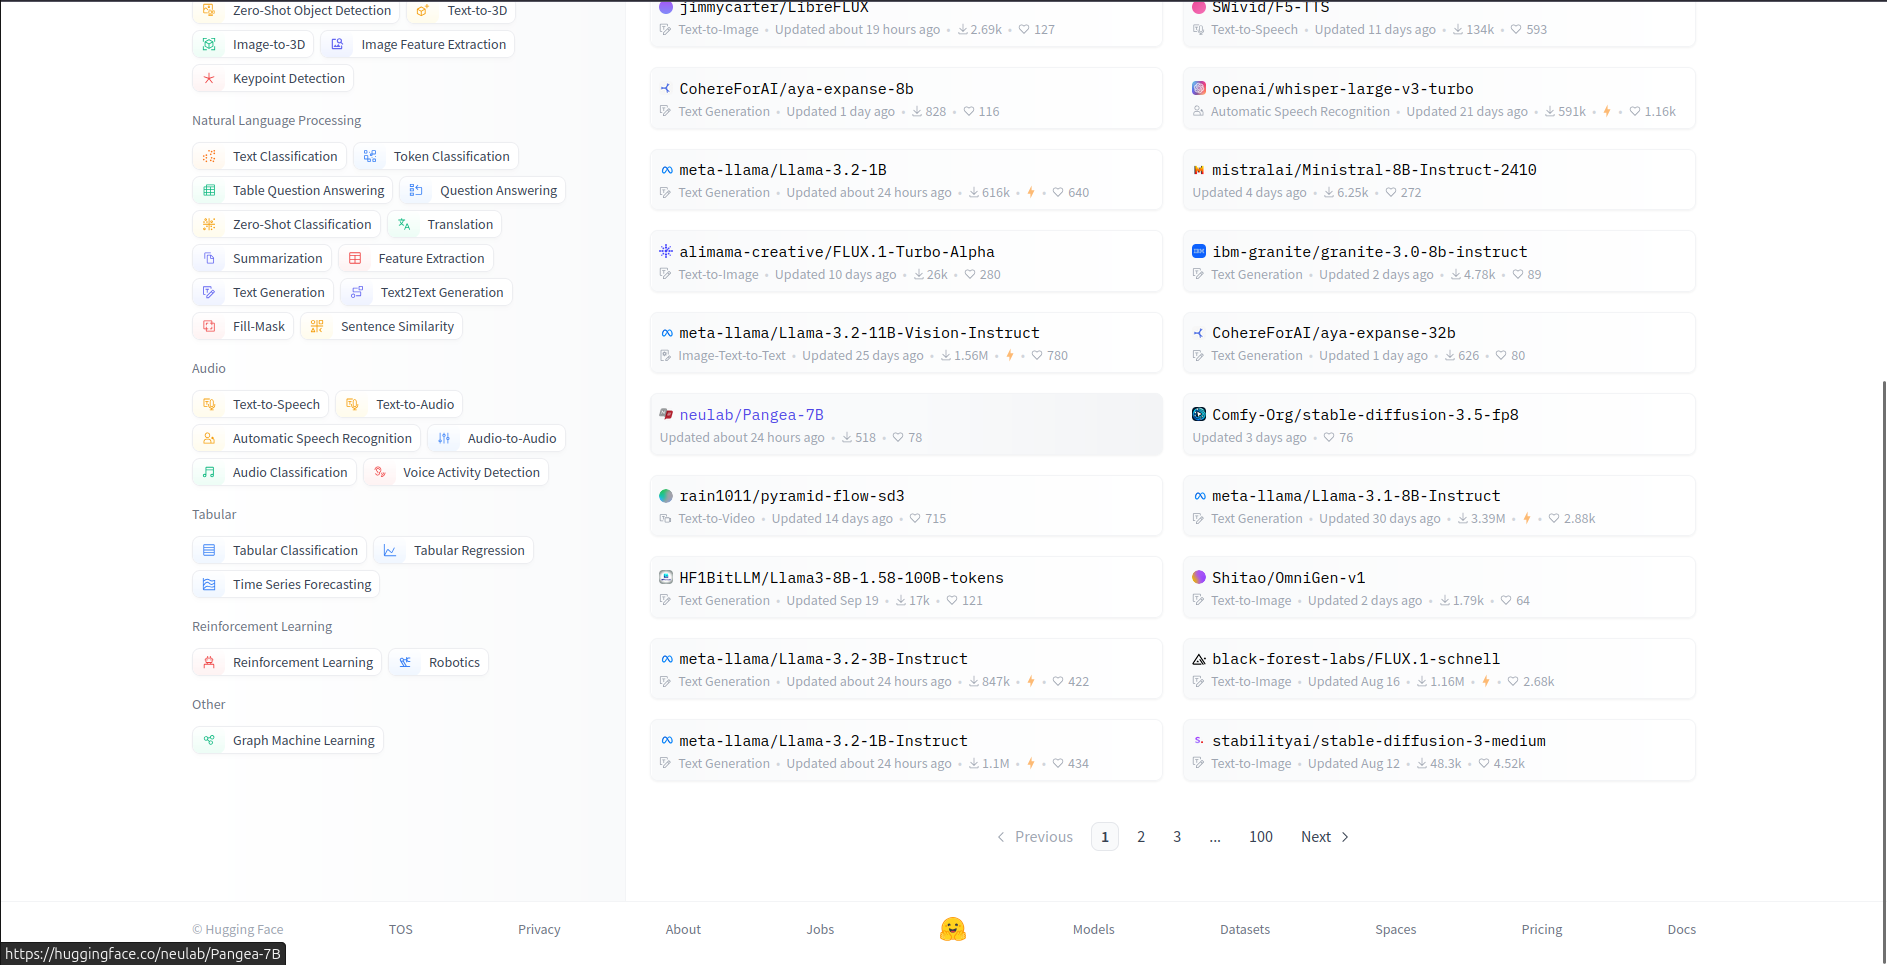 Zero-Shot Object Detection
Text-to-3D
Image-to-3D
Image Feature Extraction
Keypoint Detection
Natural Language Processing
Text Classification
Token Classification
Table Question Answering
Question Answering
Zero-Shot Classification
Translation
Summarization
Feature Extraction
Text Generation
Text2Text Generation
Fill-Mask
Sentence Similarity
Audio
Text-to-Speech
Text-to-Audio
Automatic Speech Recognition
Audio-to-Audio
Audio Classification
Voice Activity Detection
Tabular
Tabular Classification
Tabular Regression
Time Series Forecasting
Reinforcement Learning
Reinforcement Learning
Robotics
Other
Graph Machine Learning
jimmycarter/LibreFLUX
Text-to-Image • Updated about 19 hours ago • 2.69k • 127
SWivid/F5-TTS
Text-to-Speech • Updated 11 days ago • 134k • 593
CohereForAI/aya-expanse-8b
Text Generation • Updated 1 day ago • 828 • 116
openai/whisper-large-v3-turbo
Automatic Speech Recognition • Updated 21 days ago • 591k • • 1.16k
meta-llama/Llama-3.2-1B
Text Generation • Updated about 24 hours ago • 616k • • 640
mistralai/Ministral-8B-Instruct-2410
Updated 4 days ago • 6.25k • 272
alimama-creative/FLUX.1-Turbo-Alpha
Text-to-Image • Updated 10 days ago • 26k • 280
ibm-granite/granite-3.0-8b-instruct
Text Generation • Updated 2 days ago • 4.78k • 89
meta-llama/Llama-3.2-11B-Vision-Instruct
Image-Text-to-Text • Updated 25 days ago • 1.56M • • 780
CohereForAI/aya-expanse-32b
Text Generation • Updated 1 day ago • 626 • 80
neulab/Pangea-7B
Updated about 24 hours ago • 518 • 78
Comfy-Org/stable-diffusion-3.5-fp8
Updated 3 days ago • 76
rain1011/pyramid-flow-sd3
Text-to-Video • Updated 14 days ago • 715
meta-llama/Llama-3.1-8B-Instruct
Text Generation • Updated 30 days ago • 3.39M • • 2.88k
HF1BitLLM/Llama3-8B-1.58-100B-tokens
Text Generation • Updated Sep 19 • 17k • 121
Shitao/OmniGen-v1
Text-to-Image • Updated 2 days ago • 1.79k • 64
meta-llama/Llama-3.2-3B-Instruct
Text Generation • Updated about 24 hours ago • 847k • • 422
black-forest-labs/FLUX.1-schnell
Text-to-Image • Updated Aug 16 • 1.16M • • 2.68k
meta-llama/Llama-3.2-1B-Instruct
Text Generation • Updated about 24 hours ago • 1.1M • • 434
stabilityai/stable-diffusion-3-medium
Text-to-Image • Updated Aug 12 • 48.3k • 4.52k
Previous 1 2 3 ... 100 Next
© Hugging Face TOS Privacy About Jobs Models Datasets Spaces Pricing Docs
https://huggingface.co/neulab/Pangea-7B